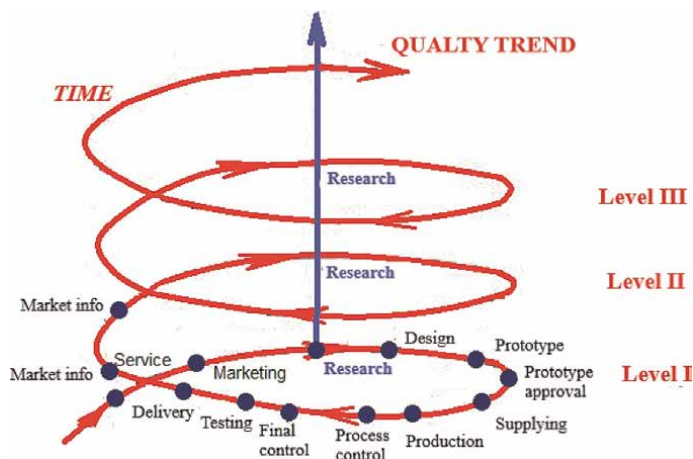 QUALTY TREND
TIME
Research
Level III
Research
Level II
Market info
Design
Prototype
Service
Marketing
Research
Market info
Prototype
approval
Level I
Delivery
Testing
Final
control
Process
control
Production
Supplying